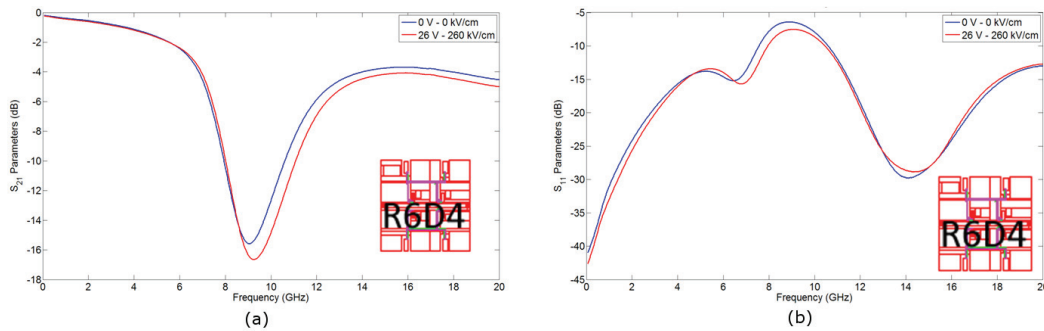 S21 Parameters (dB)
0
-2
-4
-6
-8
-10
-12
-14
-16
-18
0 2 4 6 8 10 12 14 16 18 20
Frequency (GHz)
0 V - 0 kV/cm
26 V - 260 kV/cm
R6D4
(a)
S11 Parameters (dB)
-5
-10
-15
-20
-25
-30
-35
-40
-45
0 2 4 6 8 10 12 14 16 18 20
Frequency (GHz)
0 V - 0 kV/cm
26 V - 260 kV/cm
R6D4
(b)